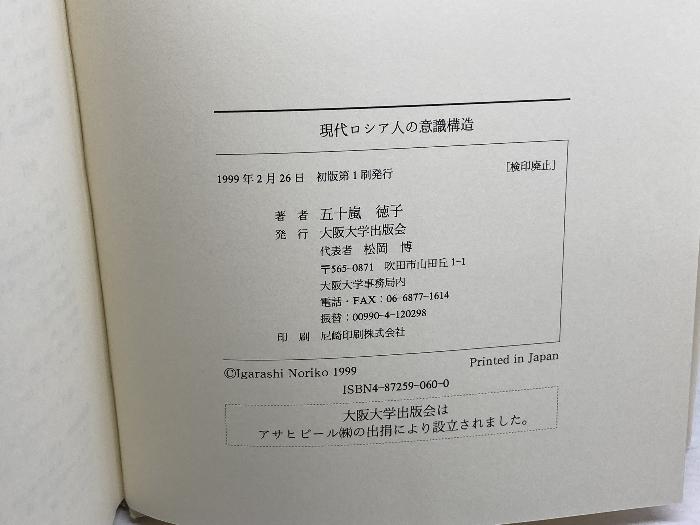 現代ロシア人の意識構造
1999年2月26日　初版第1刷発行　［検印廃止］
著　者　五十嵐　徳子
発　行　大阪大学出版会
代表者　松岡　博
〒565-0871　吹田市山田丘1-1
大阪大学事務局内
電話・FAX：06-6877-1614
振替：00990-4-120298
印　刷　尼崎印刷株式会社
©Igarashi Noriko 1999　Printed in Japan
ISBN4-87259-060-0
大阪大学出版会は
アサヒビール㈱の出捐により設立されました。